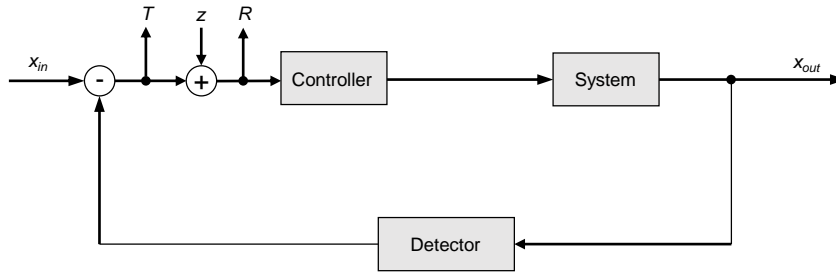 T
z
R
x_in
-
+
Controller
System
x_out
Detector